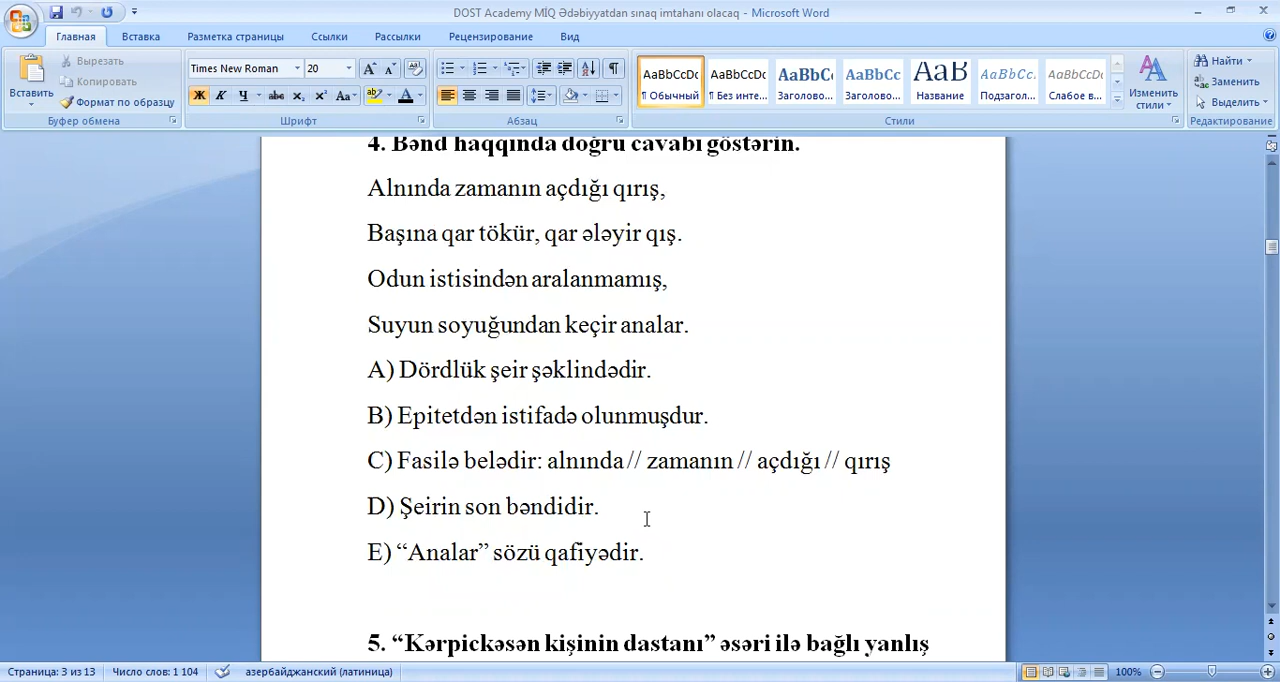 DOST Academy MİQ Ədəbiyyatdan sınaq imtahanı olacaq - Microsoft Word
Главная Вставка Разметка страницы Ссылки Рассылки Рецензирование Вид
Вставить
Вырезать
Копировать
Формат по образцу
Буфер обмена
Times New Roman 20
Шрифт
Абзац
AaBbCcDc AaBbCcDc AaBbC AaBbCc AaB AaBbCc. AaBbCcDc
¶ Обычный ¶ Без инте... Заголово... Заголово... Название Подзагол... Слабое в...
Изменить стили
Стили
Найти
Заменить
Выделить
Редактирование
4. Bənd haqqında doğru cavabı göstərin.
Alnında zamanın açdığı qırış,
Başına qar tökür, qar ələyir qış.
Odun istisindən aralanmamış,
Suyun soyuğundan keçir analar.
A) Dördlük şeir şəklindədir.
B) Epitetdən istifadə olunmuşdur.
C) Fasilə belədir: alnında // zamanın // açdığı // qırış
D) Şeirin son bəndidir.
E) “Analar” sözü qafiyədir.
5. “Kərpickəsən kişinin dastanı” əsəri ilə bağlı yanlış
Страница: 3 из 13 Число слов: 1 104 азербайджанский (латиница) 100%